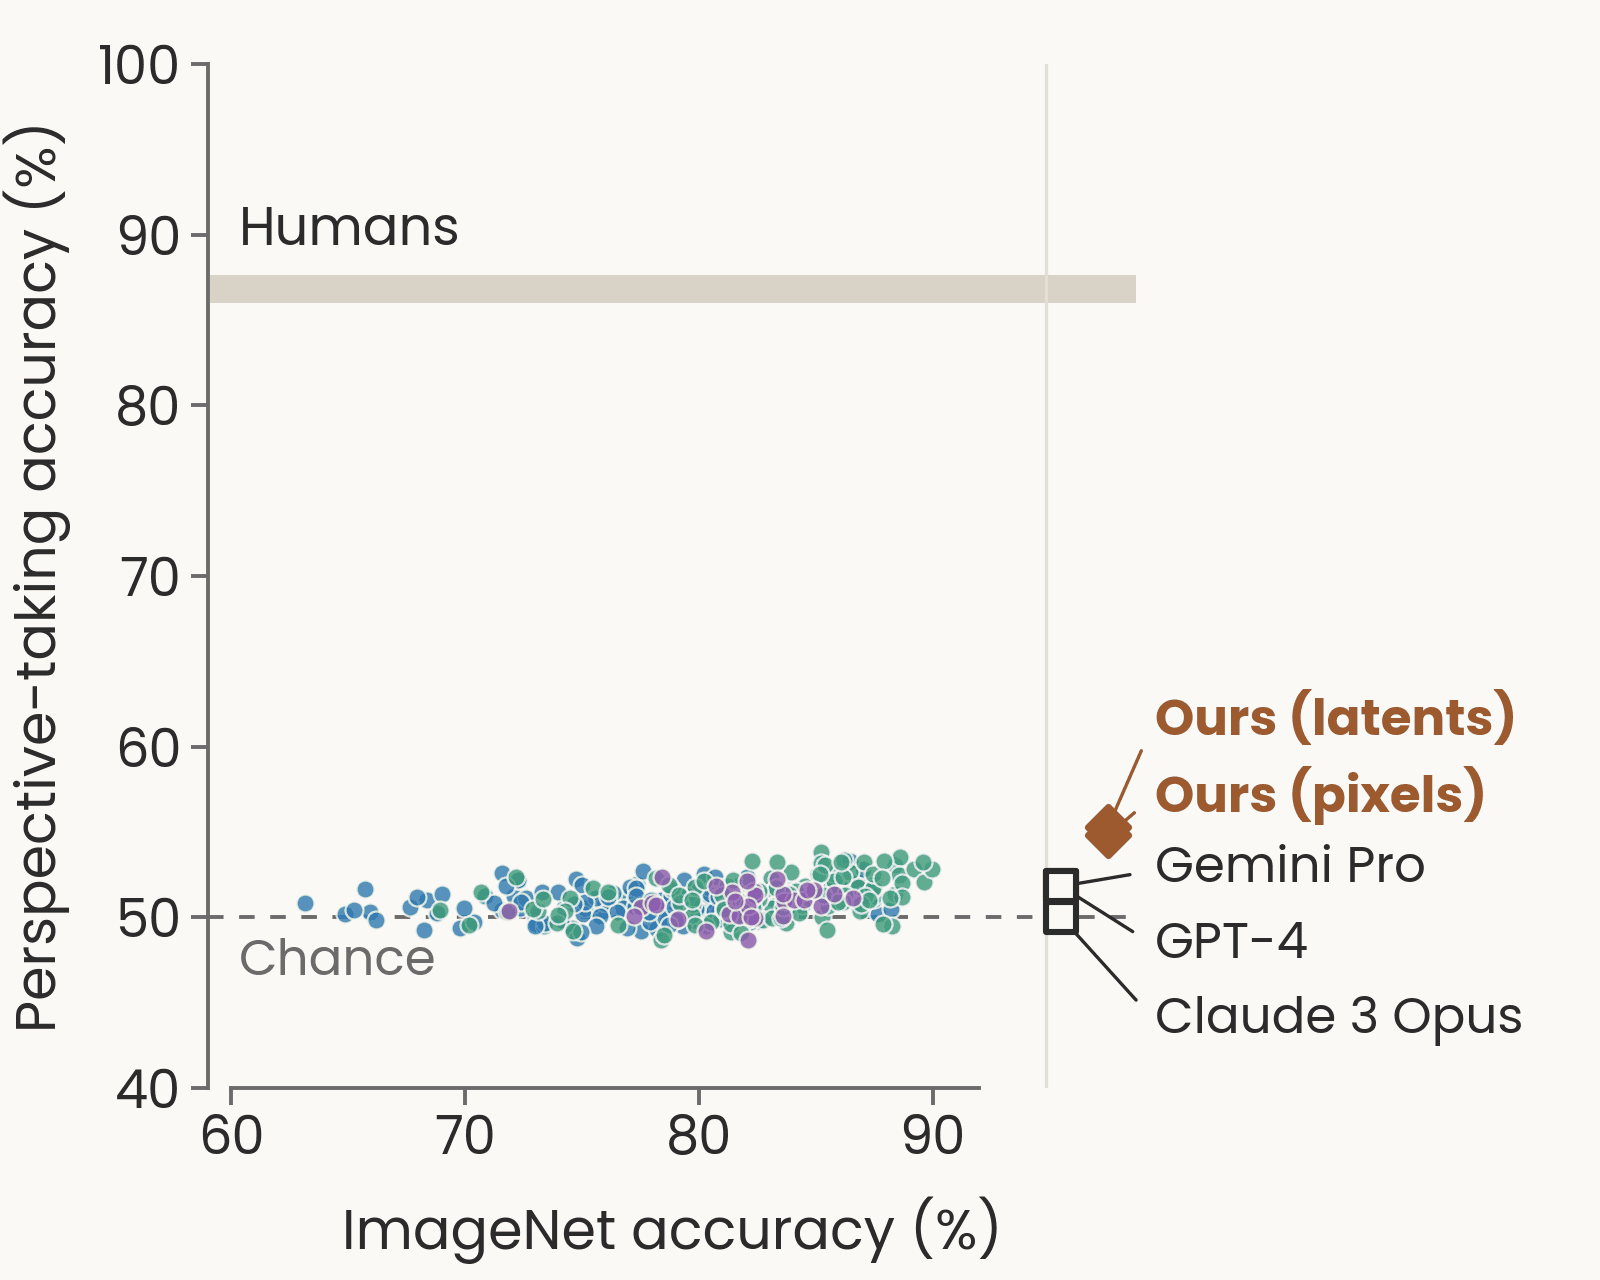 Perspective-taking accuracy (%)
100
90
80
70
60
50
40
Humans
Chance
Ours (latents)
Ours (pixels)
Gemini Pro
GPT-4
Claude 3 Opus
60 70 80 90
ImageNet accuracy (%)